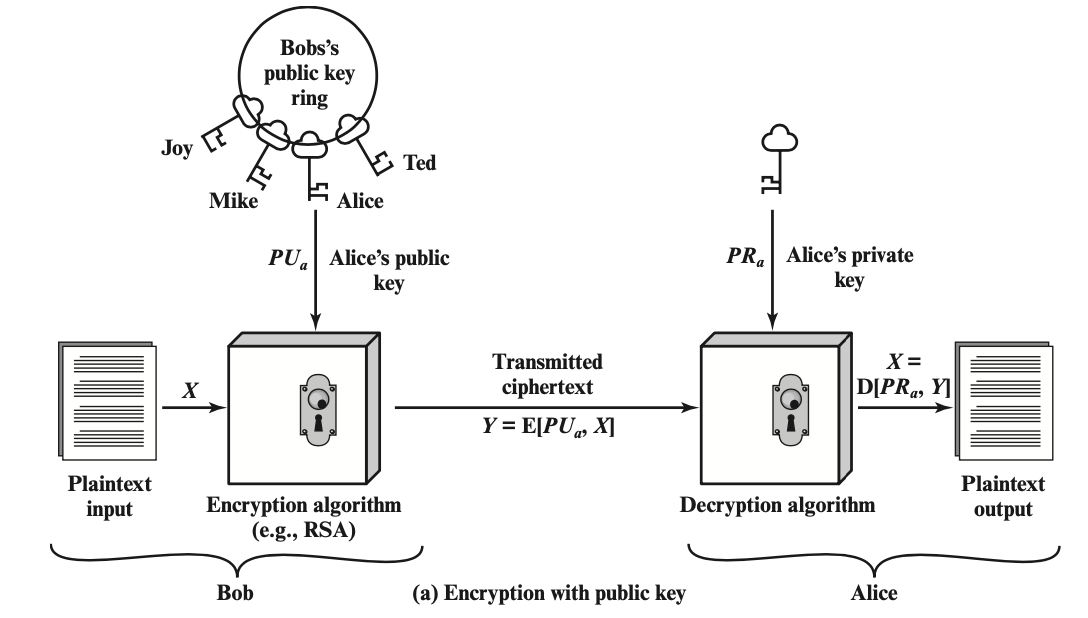 Bobs's
public key
ring
Joy
Ted
Mike
Alice
PUa
Alice's public
key
PRa
Alice's private
key
Transmitted
ciphertext
X =
D[PRa, Y]
X
Y = E[PUa, X]
Plaintext
input
Encryption algorithm
(e.g., RSA)
Decryption algorithm
Plaintext
output
Bob
(a) Encryption with public key
Alice